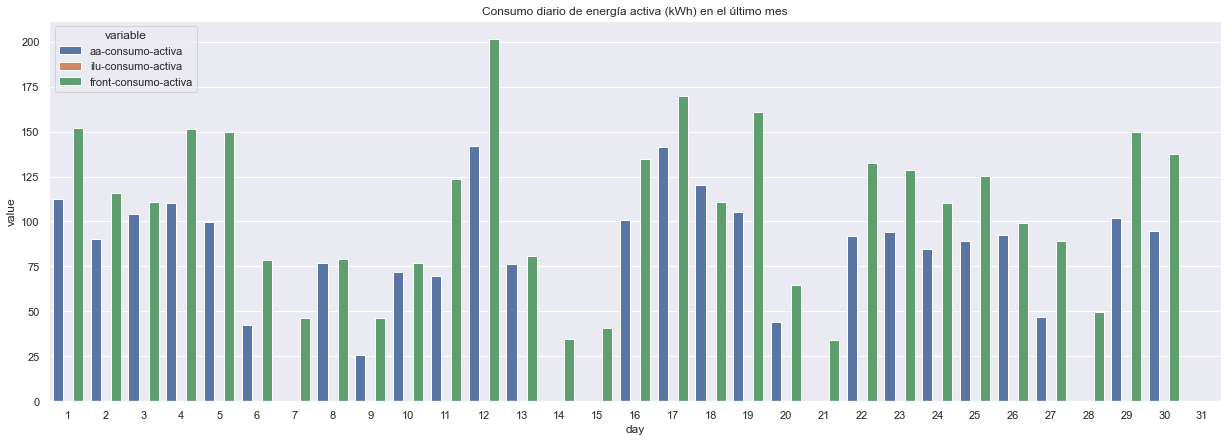 Consumo diario de energía activa (kWh) en el último mes
variable
aa-consumo-activa
ilu-consumo-activa
front-consumo-activa
200
175
150
125
100
75
50
25
0
value
1 2 3 4 5 6 7 8 9 10 11 12 13 14 15 16 17 18 19 20 21 22 23 24 25 26 27 28 29 30 31
day